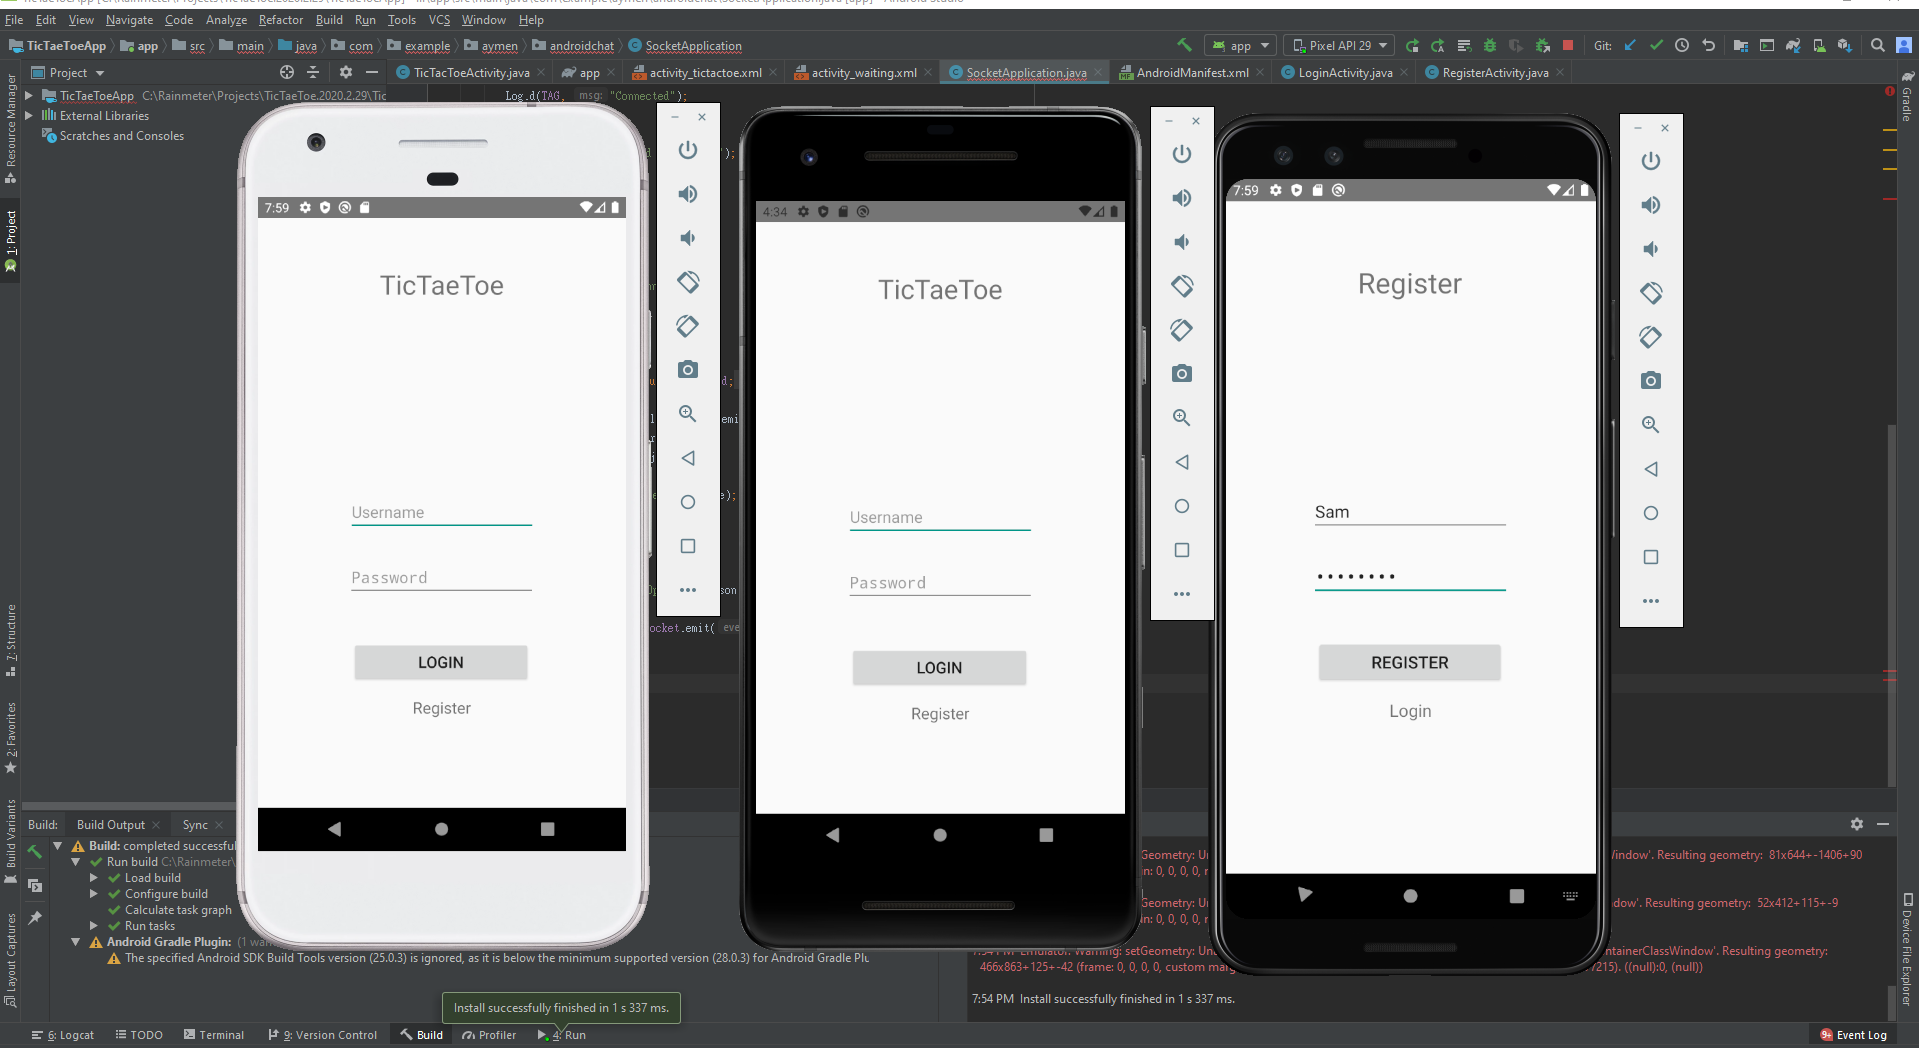 File Edit View Navigate Code Analyze Refactor Build Run Tools VCS Window Help
TicTaeToeApp app src main java com example aymen androidchat SocketApplication
app Pixel API 29 Git:
Project
TicTacToeActivity.java app activity_tictactoe.xml activity_waiting.xml SocketApplication.java AndroidManifest.xml LoginActivity.java RegisterActivity.java
TicTaeToeApp C:\Rainmeter\Projects\TicTaeToe.2020.2.29\Tic
External Libraries
Scratches and Consoles
Log.d(TAG, msg: "Connected");
Resource Manager
1: Project
7: Structure
2: Favorites
Build Variants
Layout Captures
Gradle
Device File Explorer
7:59
TicTaeToe
Username
Password
LOGIN
Register
4:34
TicTaeToe
Username
Password
LOGIN
Register
7:59
Register
Sam
••••••••
REGISTER
Login
d;
emi
e);
son
ocket.emit( eve
Build: Build Output Sync
Build: completed successful
Run build C:\Rainmeter\
Load build
Configure build
Calculate task graph
Run tasks
Android Gradle Plugin: (1 war
The specified Android SDK Build Tools version (25.0.3) is ignored, as it is below the minimum supported version (28.0.3) for Android Gradle Plu
Geometry: Un indow'. Resulting geometry: 81x644+-1406+90
n: 0, 0, 0, 0,
Geometry: Un dow'. Resulting geometry: 52x412+115+-9
n: 0, 0, 0, 0,
7:54 PM Emulator: Warning: setGeometry: Un ntainerClassWindow'. Resulting geometry:
466x863+125+-42 (frame: 0, 0, 0, 0, custom marg 7215). ((null):0, (null))
7:54 PM Install successfully finished in 1 s 337 ms.
Install successfully finished in 1 s 337 ms.
6: Logcat TODO Terminal 9: Version Control Build Profiler 4: Run
9+ Event Log